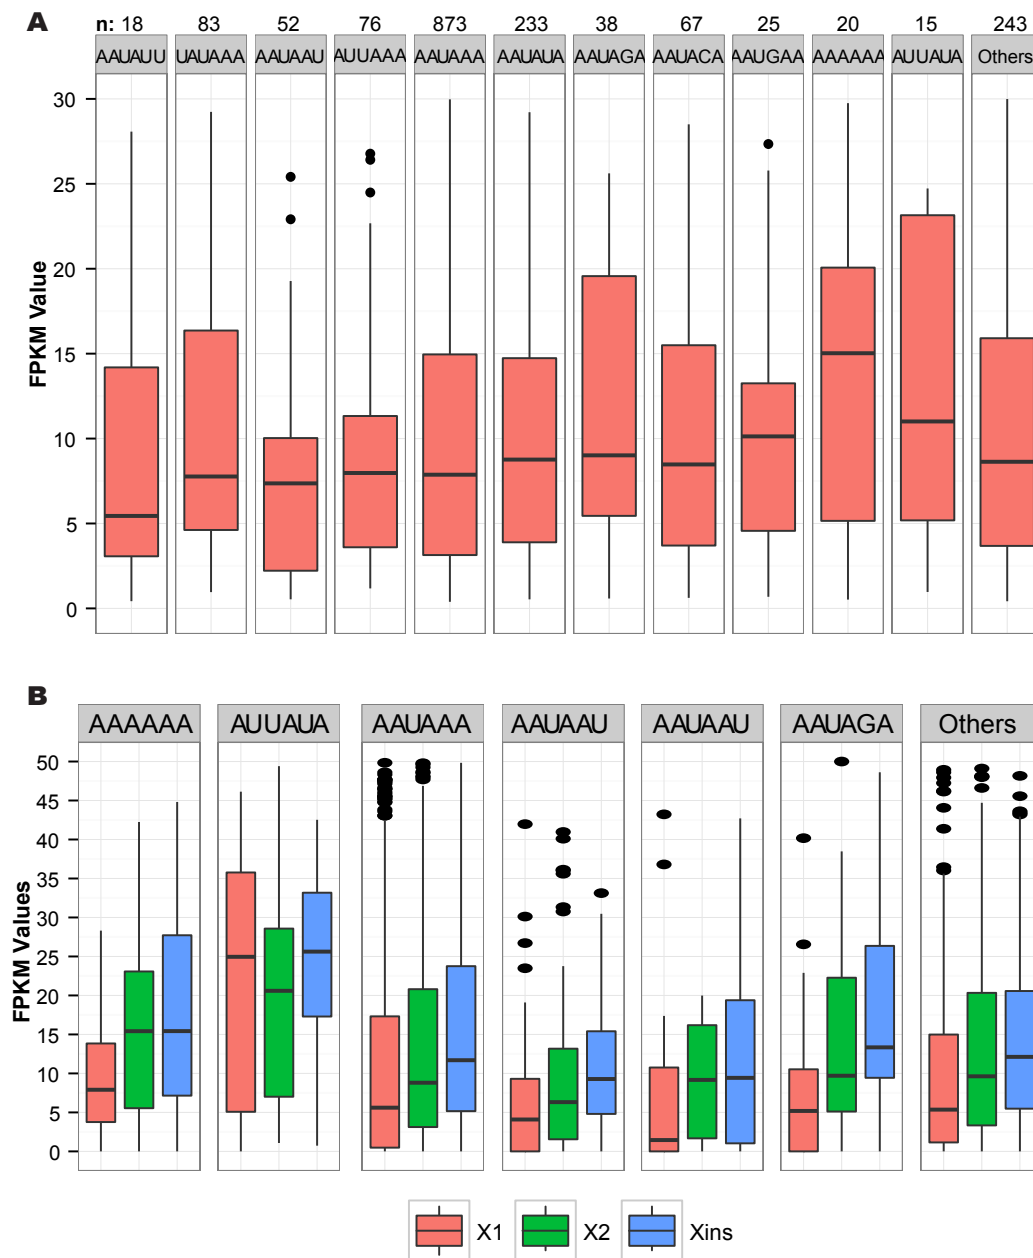 A
n: 18 83 52 76 873 233 38 67 25 20 15 243
AAUAUU UAUAAA AAUAAU AUUAAA AAUAAA AAUAUA AAUAGA AAUACA AAUGAA AAAAAA AUUAUA Others
30
25
20
15
10
5
0
FPKM Value
B
AAAAAA AUUAUA AAUAAA AAUAAU AAUAAU AAUAGA Others
50
45
40
35
30
25
20
15
10
5
0
FPKM Values
X1 X2 Xins